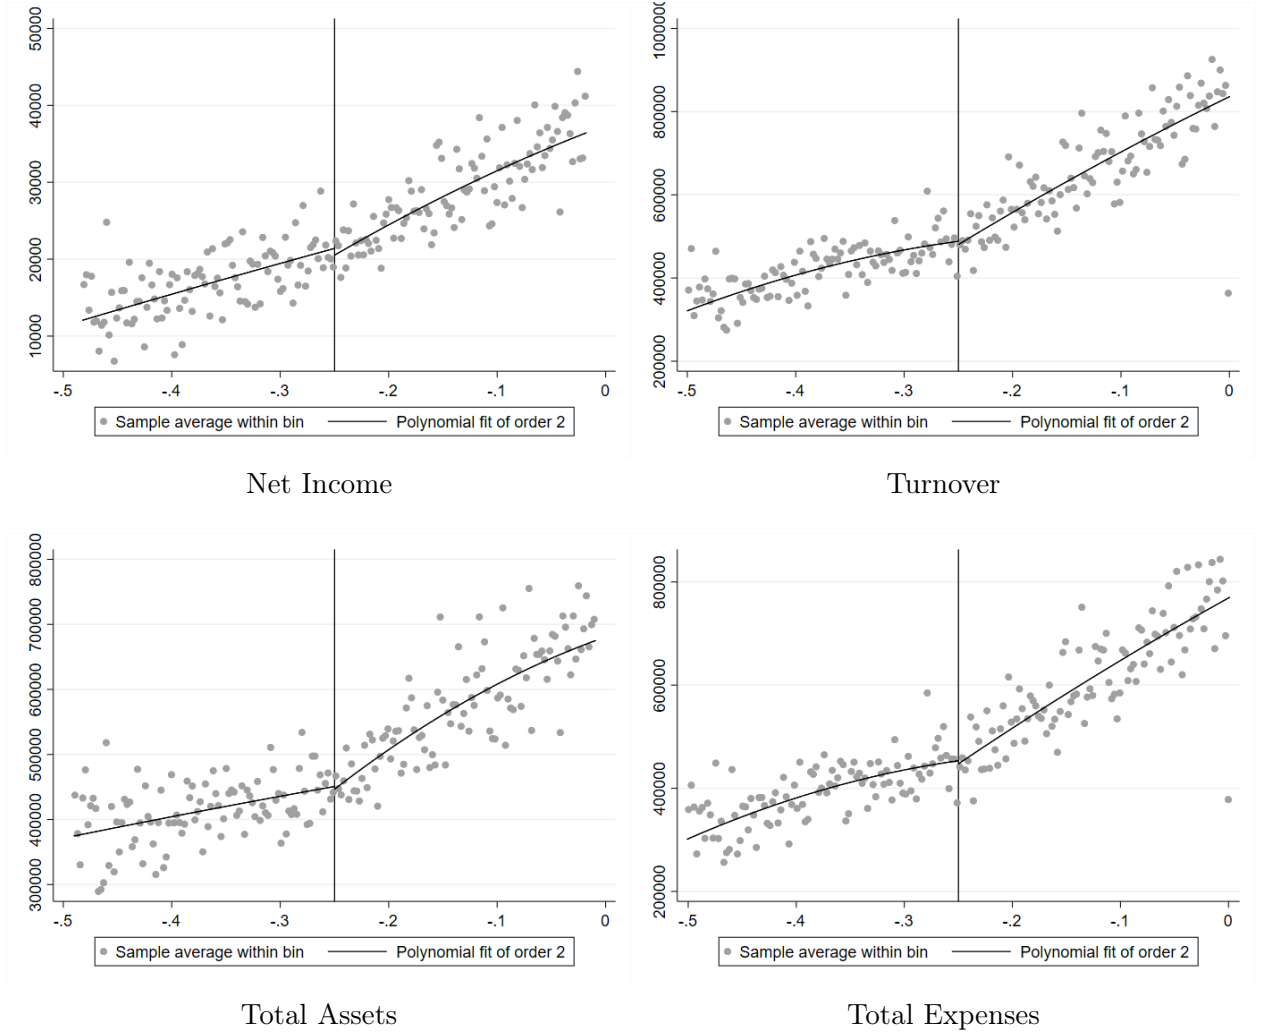 50000
40000
30000
20000
10000
-.5 -.4 -.3 -.2 -.1 0
Sample average within bin Polynomial fit of order 2
Net Income
1000000
800000
600000
400000
200000
-.5 -.4 -.3 -.2 -.1 0
Sample average within bin Polynomial fit of order 2
Turnover
800000
700000
600000
500000
400000
300000
-.5 -.4 -.3 -.2 -.1 0
Sample average within bin Polynomial fit of order 2
Total Assets
800000
600000
400000
200000
-.5 -.4 -.3 -.2 -.1 0
Sample average within bin Polynomial fit of order 2
Total Expenses